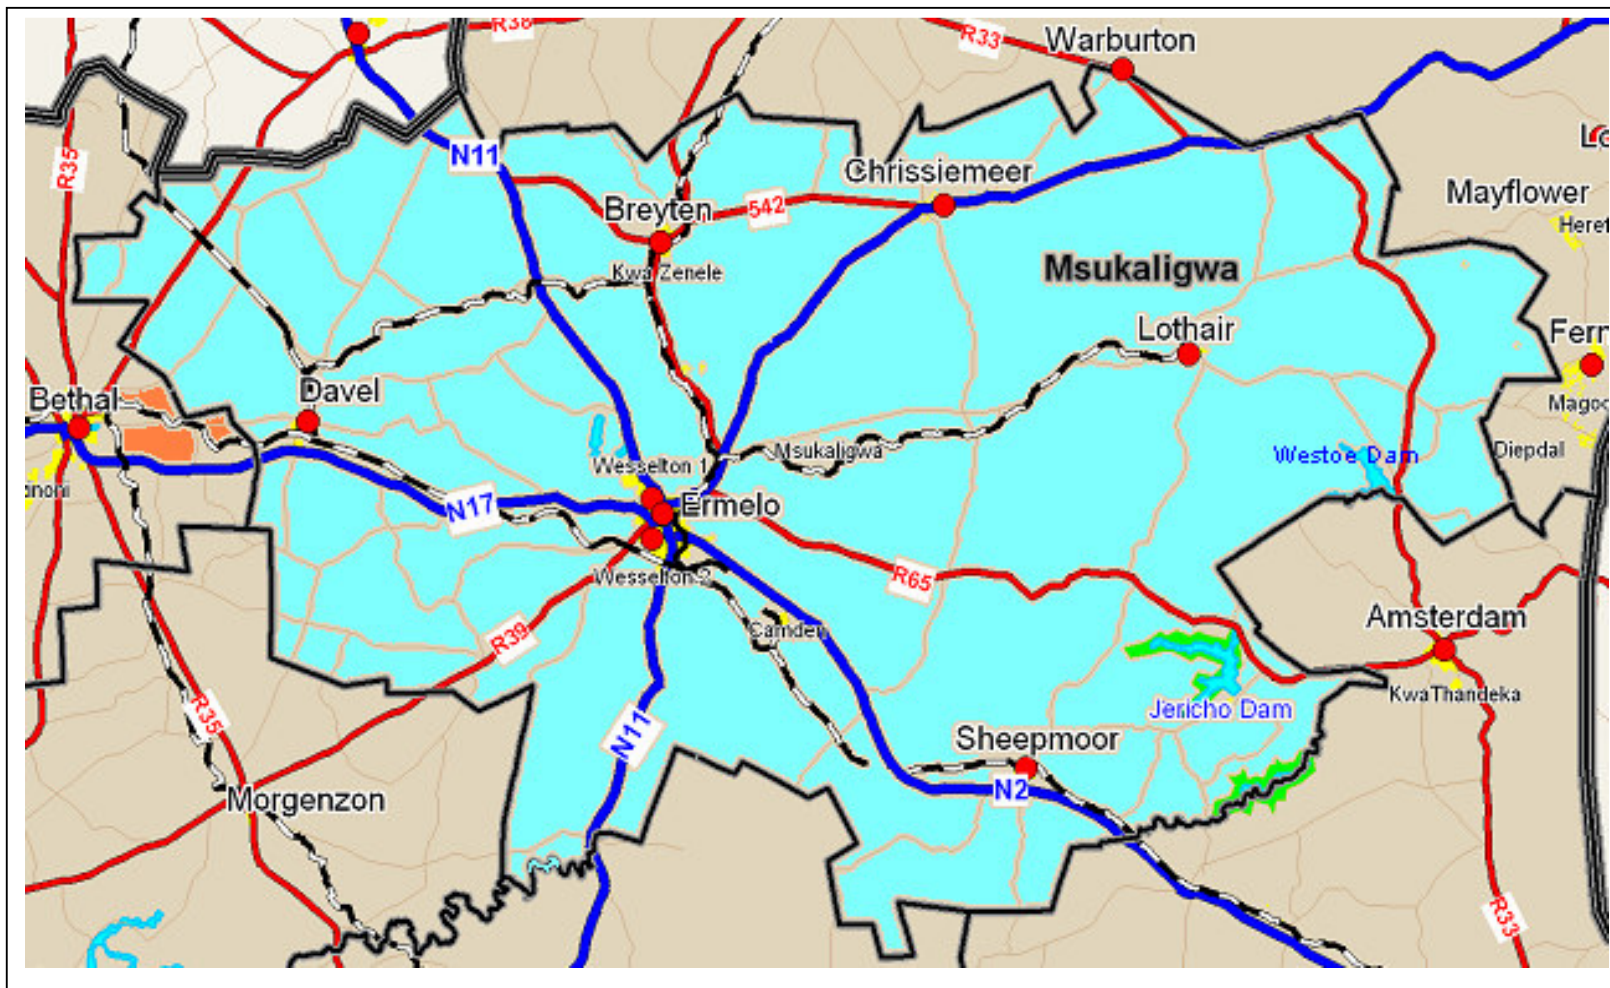 R38
R33
Warburton
R35
N11
Chrissiemeer
Mayflower
Breyten
542
Kwa Zenele
Msukaligwa
Lothair
Davel
Bethal
Msukaligwa
Wesselton 1
Westoe Dam
Diepdal
N17
Ermelo
Wesselton 2
R65
R39
Camden
Amsterdam
KwaThandeka
Jericho Dam
R35
N11
Sheepmoor
N2
Morgenzon
R33